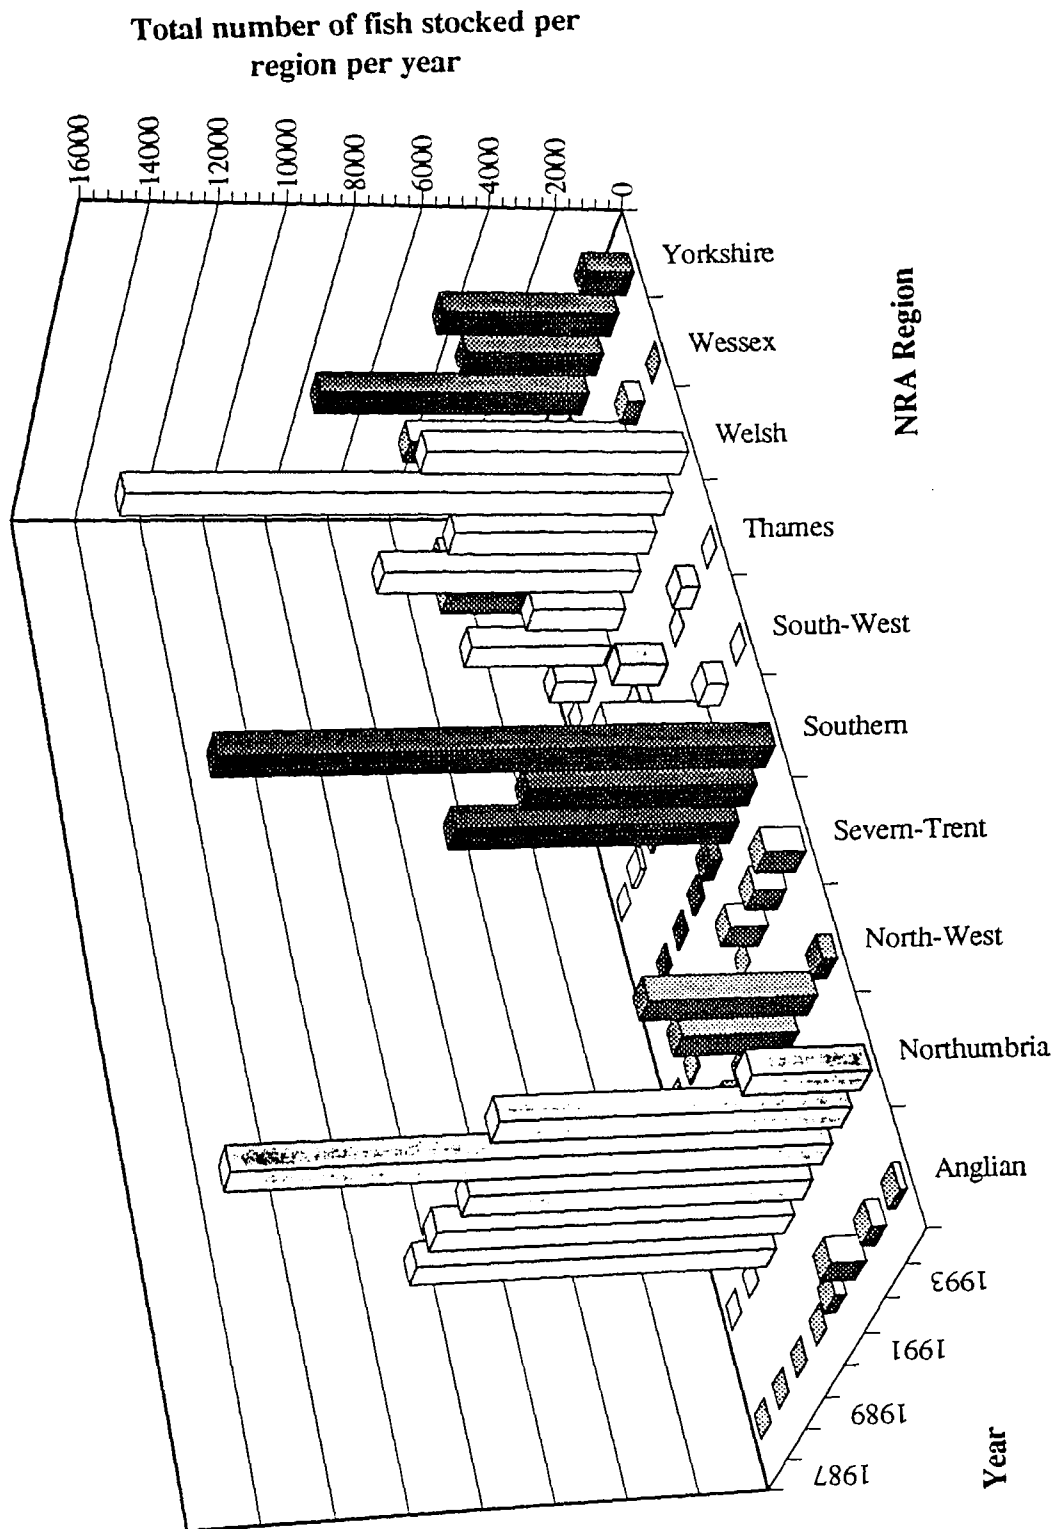 Total number of fish stocked per
region per year
16000
14000
12000
10000
8000
6000
4000
2000
0
Yorkshire
Wessex
Welsh
Thames
South-West
Southern
Severn-Trent
North-West
Northumbria
Anglian
NRA Region
1993
1991
1989
1987
Year